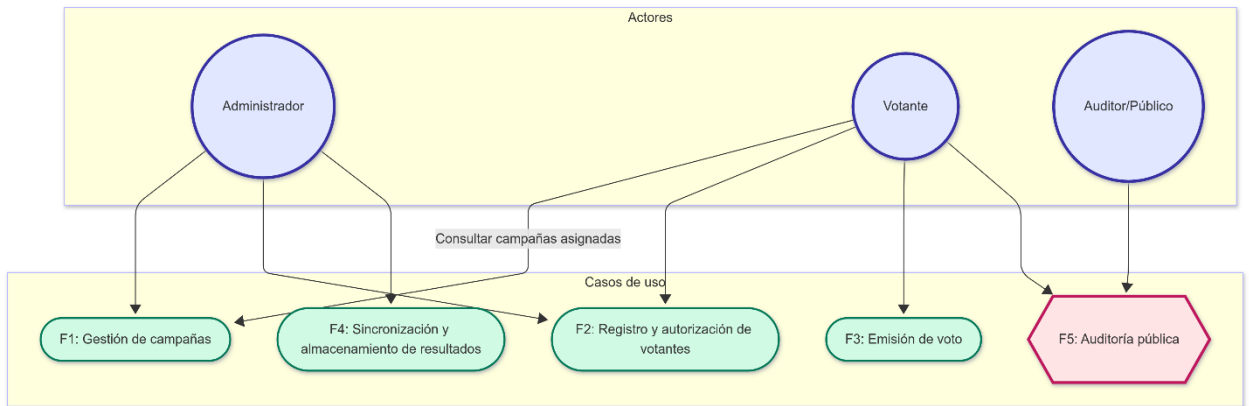 Actores
Administrador
Votante
Auditor/Público
Consultar campañas asignadas
Casos de uso
F1: Gestión de campañas
F4: Sincronización y
almacenamiento de resultados
F2: Registro y autorización de
votantes
F3: Emisión de voto
F5: Auditoría pública